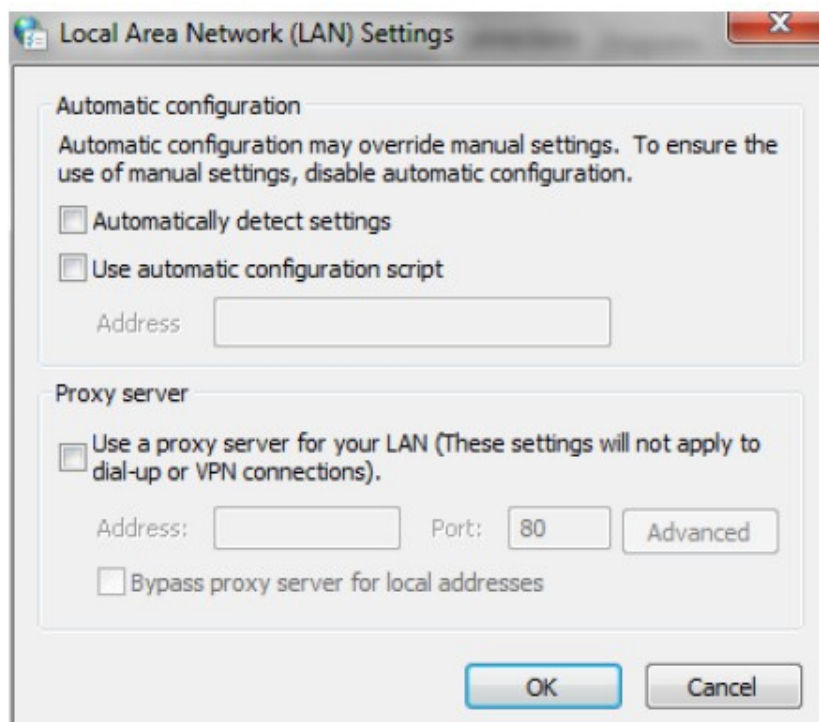 Local Area Network (LAN) Settings
Automatic configuration
Automatic configuration may override manual settings. To ensure the
use of manual settings, disable automatic configuration.
Automatically detect settings
Use automatic configuration script
Address
Proxy server
Use a proxy server for your LAN (These settings will not apply to
dial-up or VPN connections).
Address: Port: 80 Advanced
Bypass proxy server for local addresses
OK Cancel